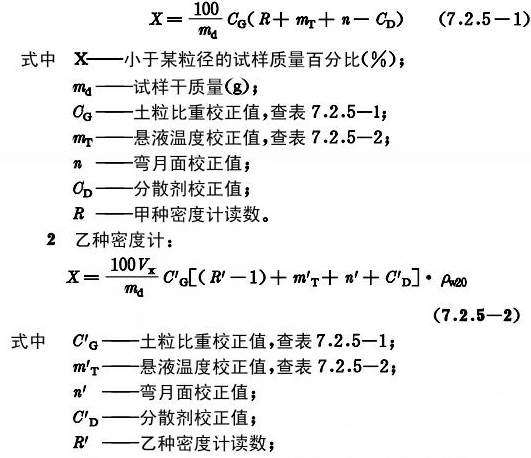 X = 100/m_d C_G(R + m_T + n - C_D) (7.2.5-1)
式中 X——小于某粒径的试样质量百分比(%);
m_d——试样干质量(g);
C_G——土粒比重校正值,查表7.2.5-1;
m_T——悬液温度校正值,查表7.2.5-2;
n——弯月面校正值;
C_D——分散剂校正值;
R——甲种密度计读数。
2 乙种密度计:
X = 100V_x/m_d C'_G[(R'-1) + m'_T + n' + C'_D]·ρ_w20
(7.2.5-2)
式中 C'_G——土粒比重校正值,查表7.2.5-1;
m'_T——悬液温度校正值,查表7.2.5-2;
n'——弯月面校正值;
C'_D——分散剂校正值;
R'——乙种密度计读数;